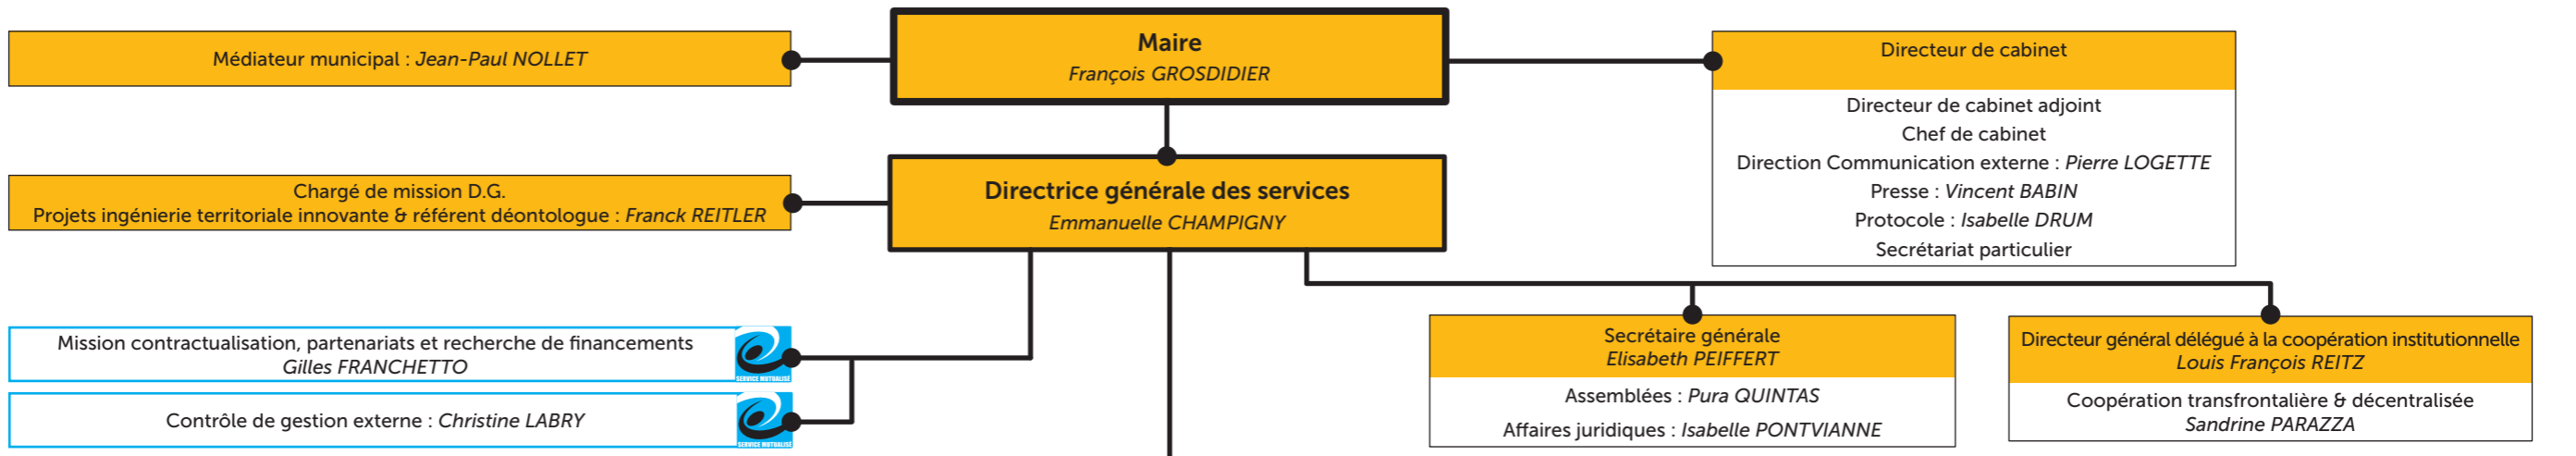 Maire
François GROSDIDIER
Médiateur municipal : Jean-Paul NOLLET
Directeur de cabinet
Directeur de cabinet adjoint
Chef de cabinet
Direction Communication externe : Pierre LOGETTE
Presse : Vincent BABIN
Protocole : Isabelle DRUM
Secrétariat particulier
Directrice générale des services
Emmanuelle CHAMPIGNY
Chargé de mission D.G.
Projets ingénierie territoriale innovante & référent déontologue : Franck REITLER
Mission contractualisation, partenariats et recherche de financements
Gilles FRANCHETTO
SERVICE MUTUALISÉ
Contrôle de gestion externe : Christine LABRY
SERVICE MUTUALISÉ
Secrétaire générale
Elisabeth PEIFFERT
Assemblées : Pura QUINTAS
Affaires juridiques : Isabelle PONTVIANNE
Directeur général délégué à la coopération institutionnelle
Louis François REITZ
Coopération transfrontalière & décentralisée
Sandrine PARAZZA